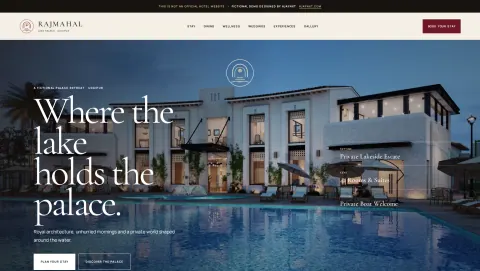 THIS IS NOT AN OFFICIAL HOTEL WEBSITE · FICTIONAL DEMO DESIGNED BY
RAJMAHAL
STAY DINING WELLNESS WEDDINGS EXPERIENCES GALLERY
BOOK YOUR STAY
A FICTIONAL PALACE RETREAT · UDAIPUR
Where the
lake
holds the
palace.
Royal architecture, unhurried mornings and a private world shaped
around the water.
PLAN YOUR STAY
DISCOVER THE PALACE
Private Lakeside Estate
Rooms & Suites
Private Boat Welcome